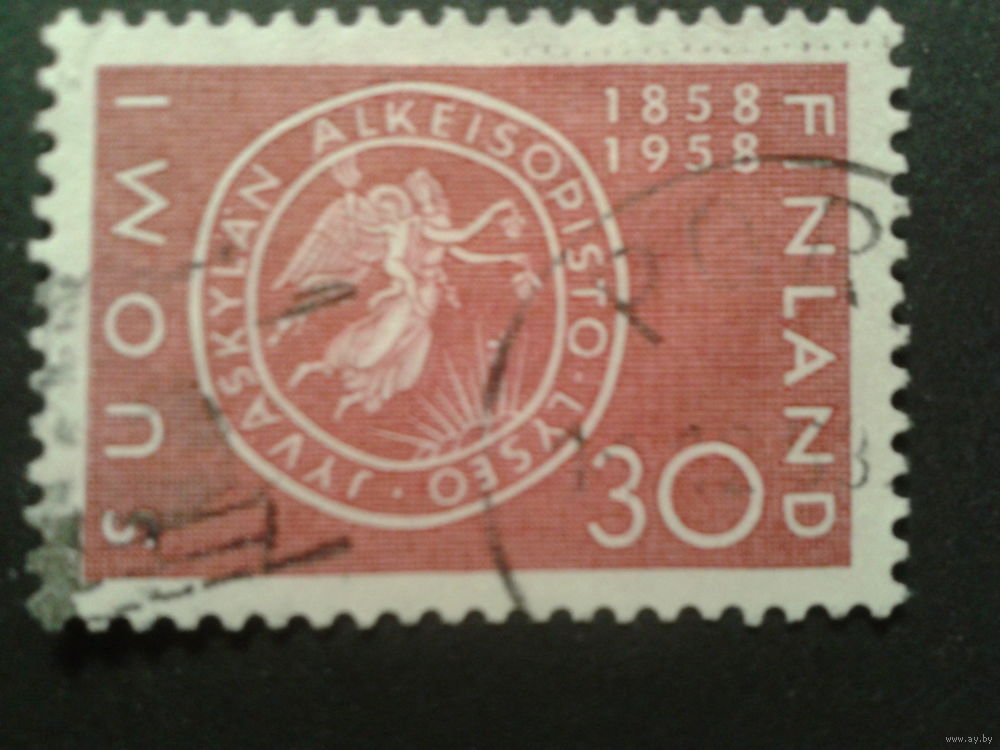 SUOMI
JYVÄSKYLÄN ALKEISOPISTO · LYSEO ·
1858
1958
FINLAND
30
www.ay.by